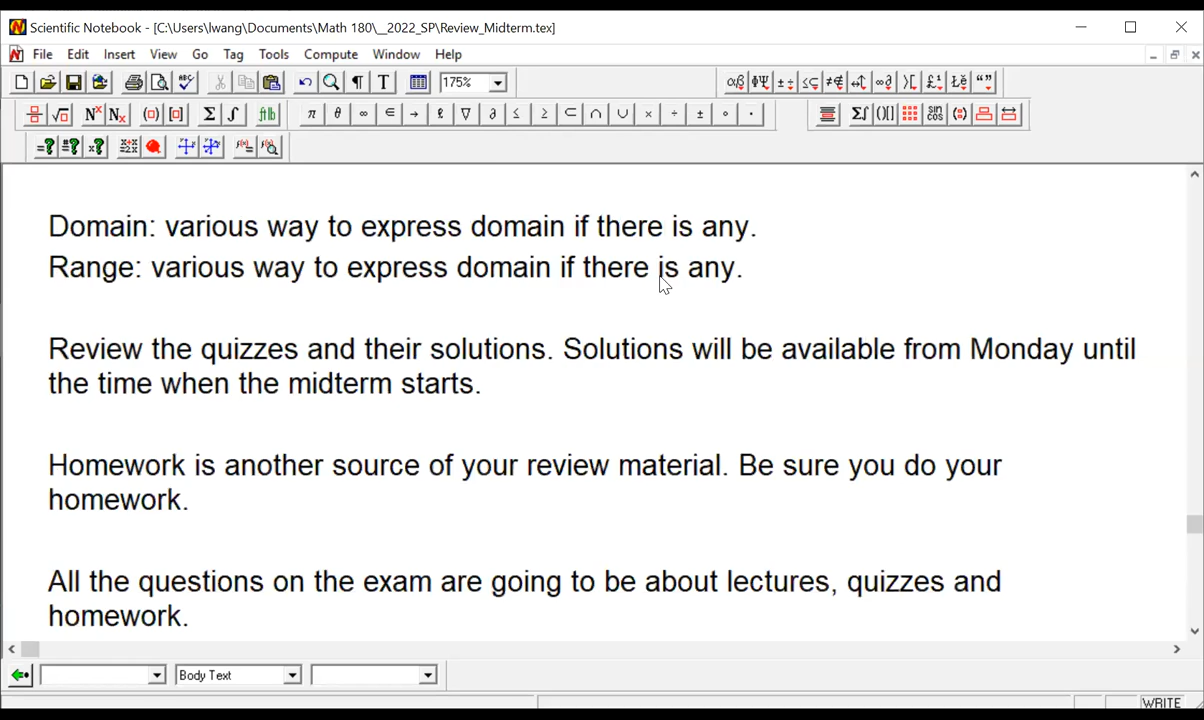 Scientific Notebook - [C:\Users\lwang\Documents\Math 180\__2022_SP\Review_Midterm.tex]
File Edit Insert View Go Tag Tools Compute Window Help
175%
Domain: various way to express domain if there is any.
Range: various way to express domain if there is any.
Review the quizzes and their solutions. Solutions will be available from Monday until
the time when the midterm starts.
Homework is another source of your review material. Be sure you do your
homework.
All the questions on the exam are going to be about lectures, quizzes and
homework.
Body Text
WRITE